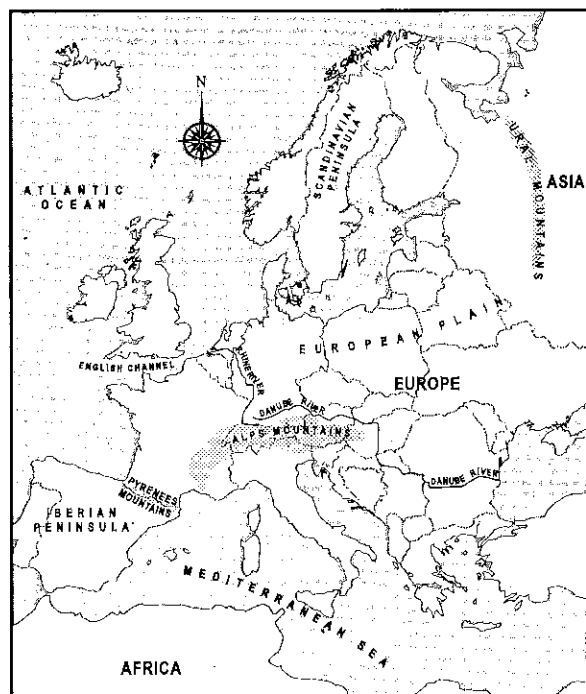 N
SCANDINAVIAN
PENINSULA
URAL MOUNTAINS
ASIA
ATLANTIC
OCEAN
EUROPEAN PLAIN
ENGLISH CHANNEL
RHINE RIVER
EUROPE
DANUBE RIVER
ALPS MOUNTAINS
DANUBE RIVER
PYRENEES
MOUNTAINS
IBERIAN
PENINSULA
MEDITERRANEAN SEA
AFRICA